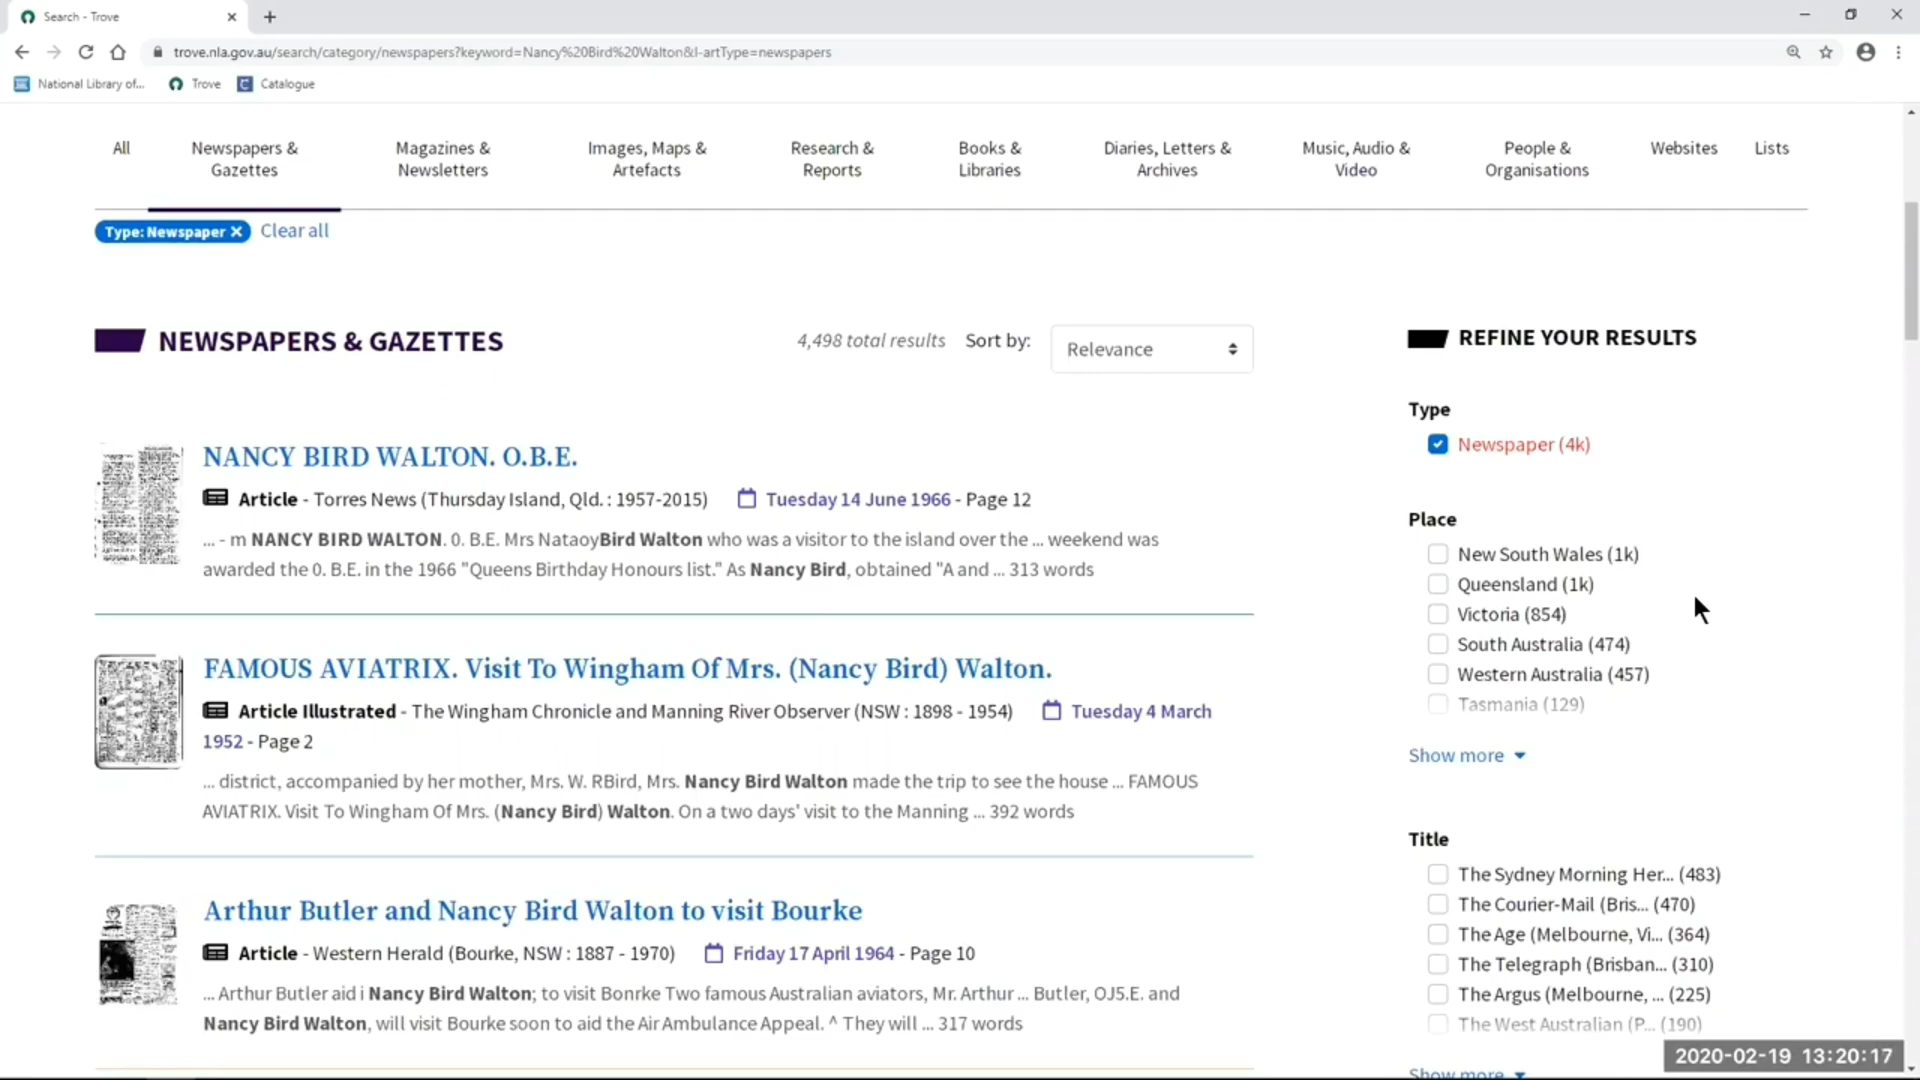 Search - Trove
trove.nla.gov.au/search/category/newspapers?keyword=Nancy%20Bird%20Walton&l-artType=newspapers
National Library of... Trove Catalogue
All
Newspapers & Gazettes
Magazines & Newsletters
Images, Maps & Artefacts
Research & Reports
Books & Libraries
Diaries, Letters & Archives
Music, Audio & Video
People & Organisations
Websites
Lists
Type: Newspaper ✕ Clear all
NEWSPAPERS & GAZETTES
4,498 total results Sort by: Relevance
NANCY BIRD WALTON. O.B.E.
Article - Torres News (Thursday Island, Qld. : 1957-2015) Tuesday 14 June 1966 - Page 12
... - m NANCY BIRD WALTON. 0. B.E. Mrs NataoyBird Walton who was a visitor to the island over the ... weekend was
awarded the 0. B.E. in the 1966 "Queens Birthday Honours list." As Nancy Bird, obtained "A and ... 313 words
FAMOUS AVIATRIX. Visit To Wingham Of Mrs. (Nancy Bird) Walton.
Article Illustrated - The Wingham Chronicle and Manning River Observer (NSW : 1898 - 1954) Tuesday 4 March
1952 - Page 2
... district, accompanied by her mother, Mrs. W. RBird, Mrs. Nancy Bird Walton made the trip to see the house ... FAMOUS
AVIATRIX. Visit To Wingham Of Mrs. (Nancy Bird) Walton. On a two days' visit to the Manning ... 392 words
Arthur Butler and Nancy Bird Walton to visit Bourke
Article - Western Herald (Bourke, NSW : 1887 - 1970) Friday 17 April 1964 - Page 10
... Arthur Butler aid i Nancy Bird Walton; to visit Bonrke Two famous Australian aviators, Mr. Arthur ... Butler, OJ5.E. and
Nancy Bird Walton, will visit Bourke soon to aid the Air Ambulance Appeal. ^ They will ... 317 words
REFINE YOUR RESULTS
Type
Newspaper (4k)
Place
New South Wales (1k)
Queensland (1k)
Victoria (854)
South Australia (474)
Western Australia (457)
Tasmania (129)
Show more
Title
The Sydney Morning Her... (483)
The Courier-Mail (Bris... (470)
The Age (Melbourne, Vi... (364)
The Telegraph (Brisban... (310)
The Argus (Melbourne, ... (225)
The West Australian (P... (190)
Show more
2020-02-19 13:20:17